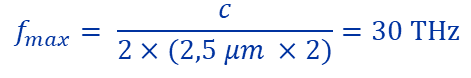 f_max = c / (2 × (2,5 μm × 2)) = 30 THz